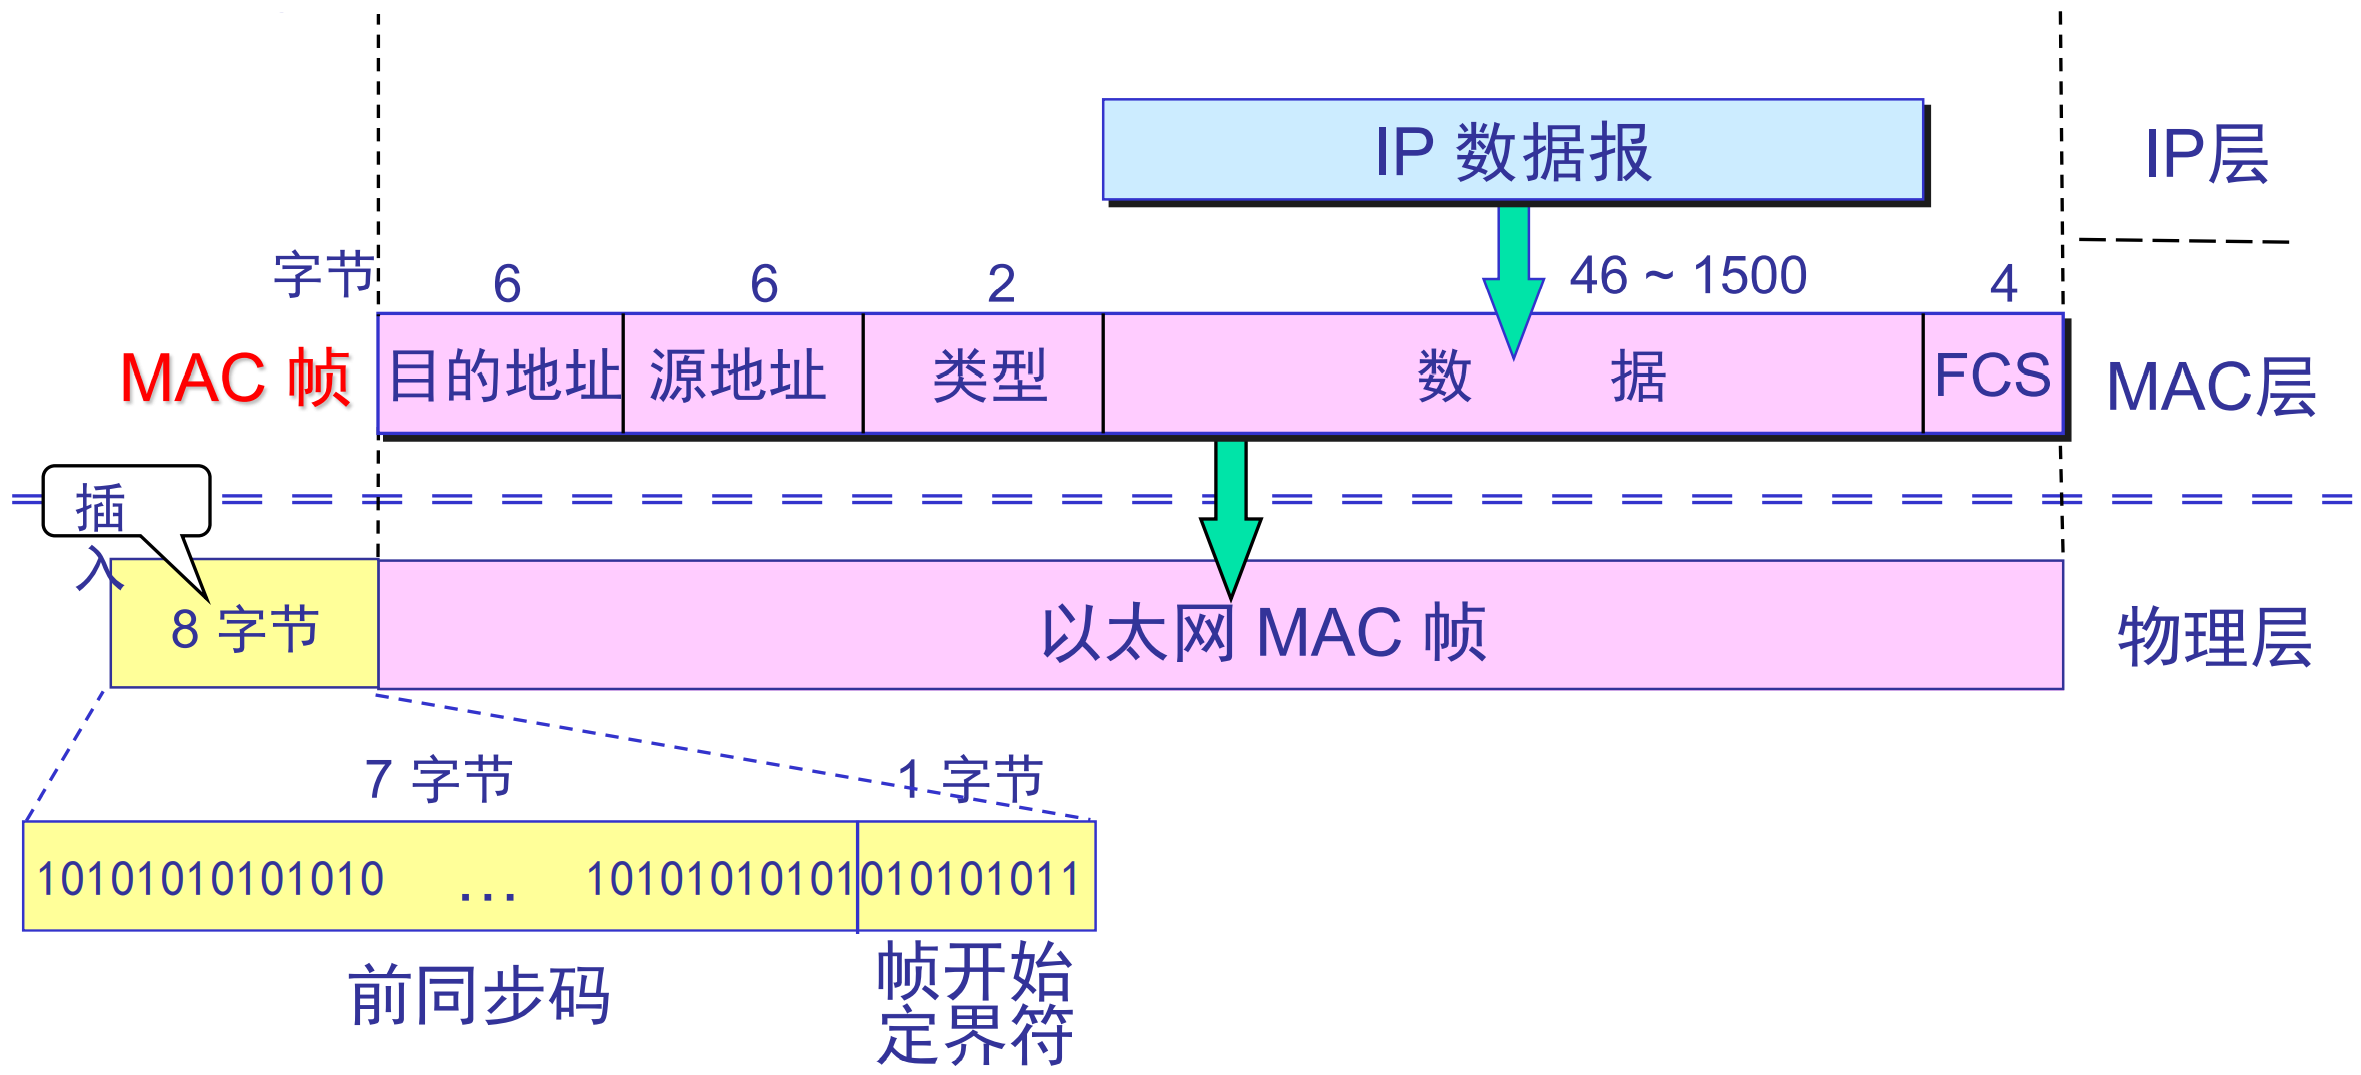 IP 数据报
IP层
字节
6
6
2
46 ~ 1500
4
MAC 帧
目的地址
源地址
类型
数 据
FCS
MAC层
插
入
8 字节
以太网 MAC 帧
物理层
7 字节
1 字节
10101010101010 … 10101010101
010101011
前同步码
帧开始
定界符